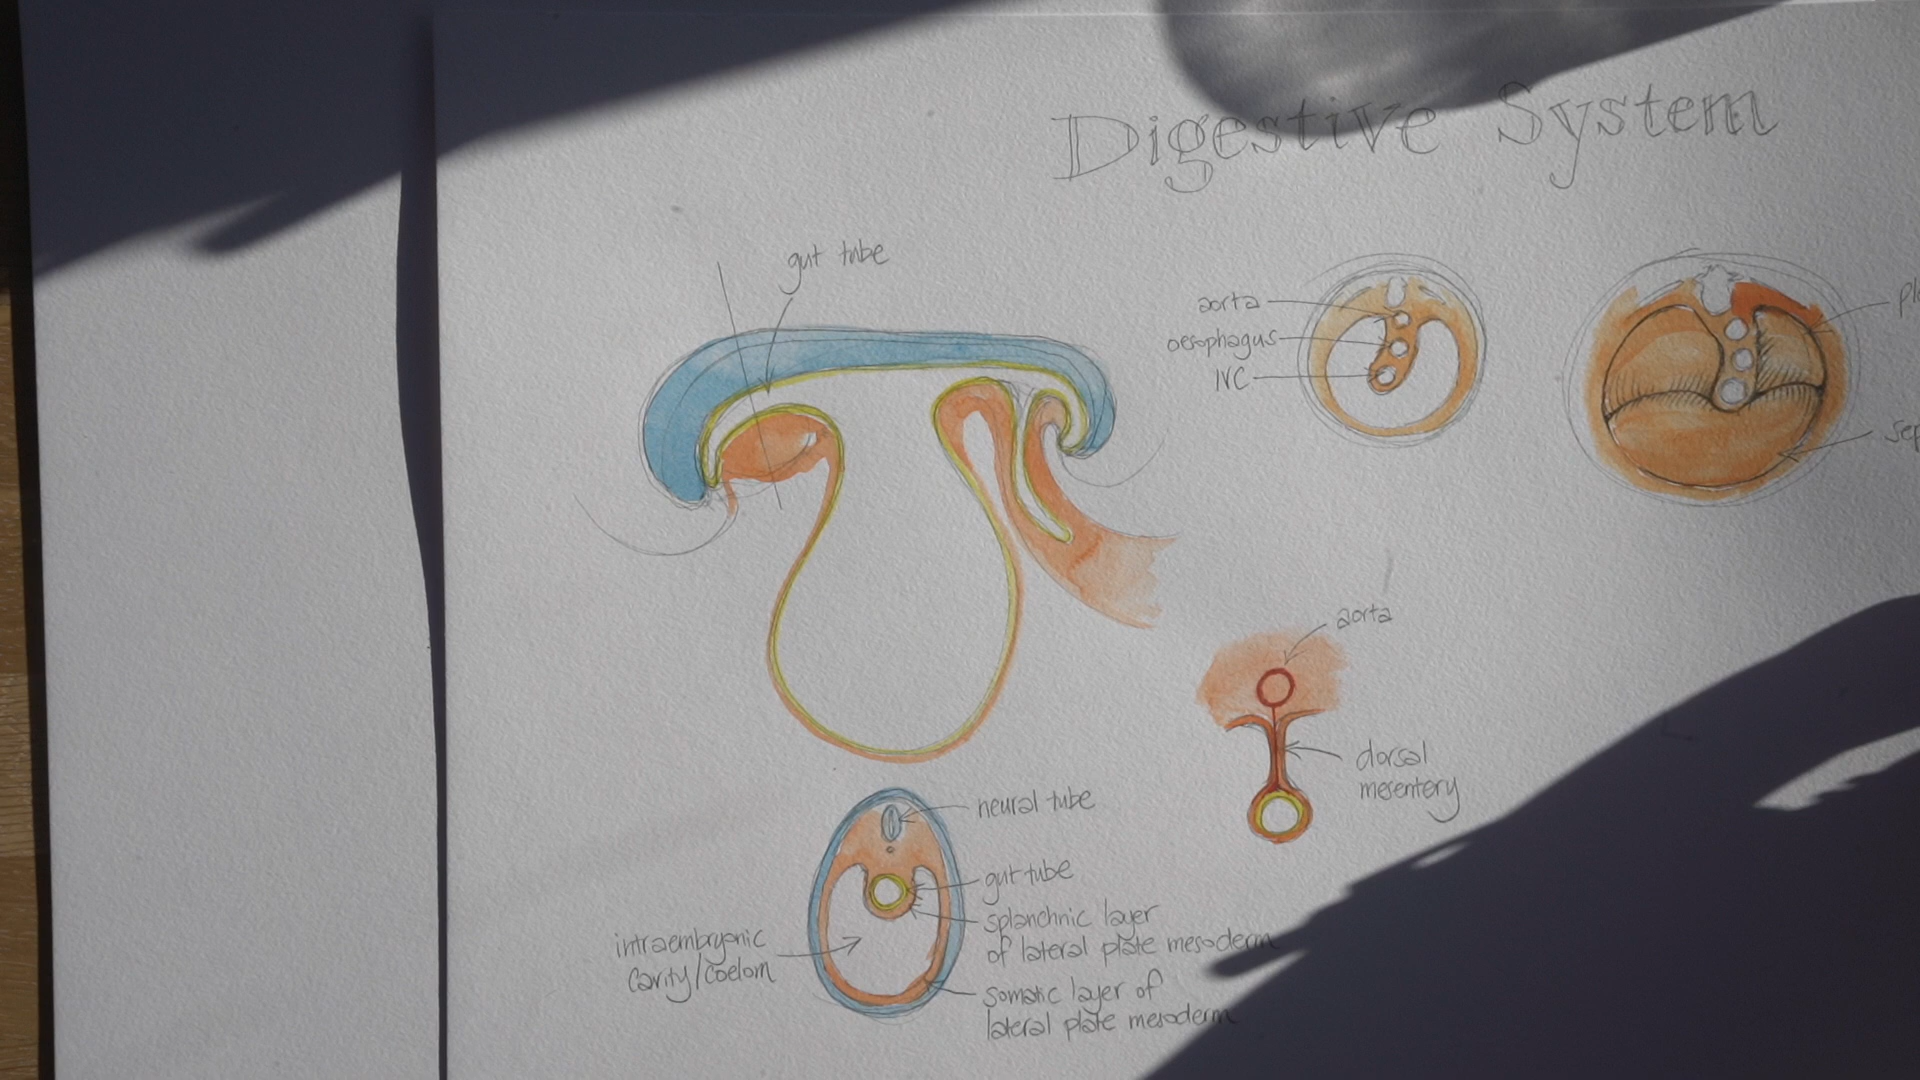 Digestive System
gut tube
aorta
oesophagus
IVC
aorta
dorsal
mesentery
neural tube
gut tube
splanchnic layer
of lateral plate mesoderm
intraembryonic
cavity/coelom
somatic layer of
lateral plate mesoderm